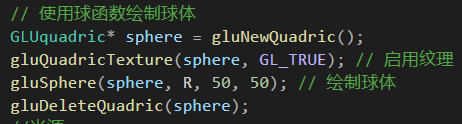 // 使用球函数绘制球体
GLUquadric* sphere = gluNewQuadric();
gluQuadricTexture(sphere, GL_TRUE); // 启用纹理
gluSphere(sphere, R, 50, 50); // 绘制球体
gluDeleteQuadric(sphere);